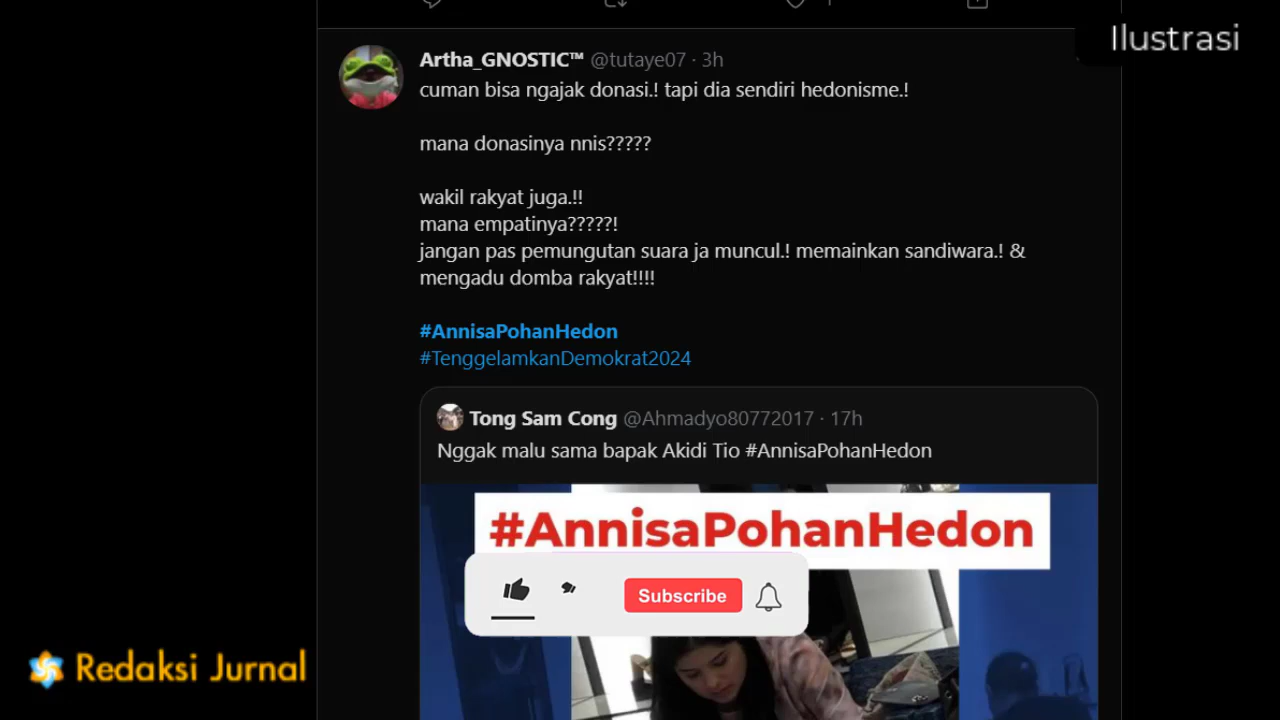 Ilustrasi
Artha_GNOSTIC™ @tutaye07 · 3h
cuman bisa ngajak donasi.! tapi dia sendiri hedonisme.!
mana donasinya nnis?????
wakil rakyat juga.!!
mana empatinya?????!
jangan pas pemungutan suara ja muncul.! memainkan sandiwara.! &
mengadu domba rakyat!!!!
#AnnisaPohanHedon
#TenggelamkanDemokrat2024
Tong Sam Cong @Ahmadyo80772017 · 17h
Nggak malu sama bapak Akidi Tio #AnnisaPohanHedon
#AnnisaPohanHedon
Subscribe
Redaksi Jurnal